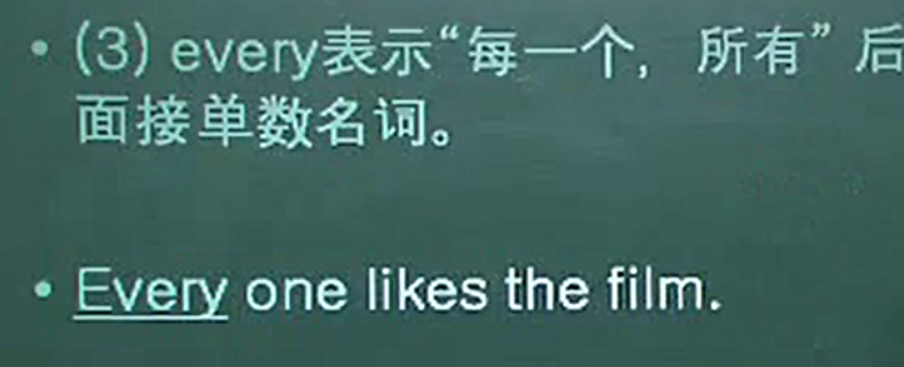 • (3) every表示“每一个，所有”后
面接单数名词。
• Every one likes the film.